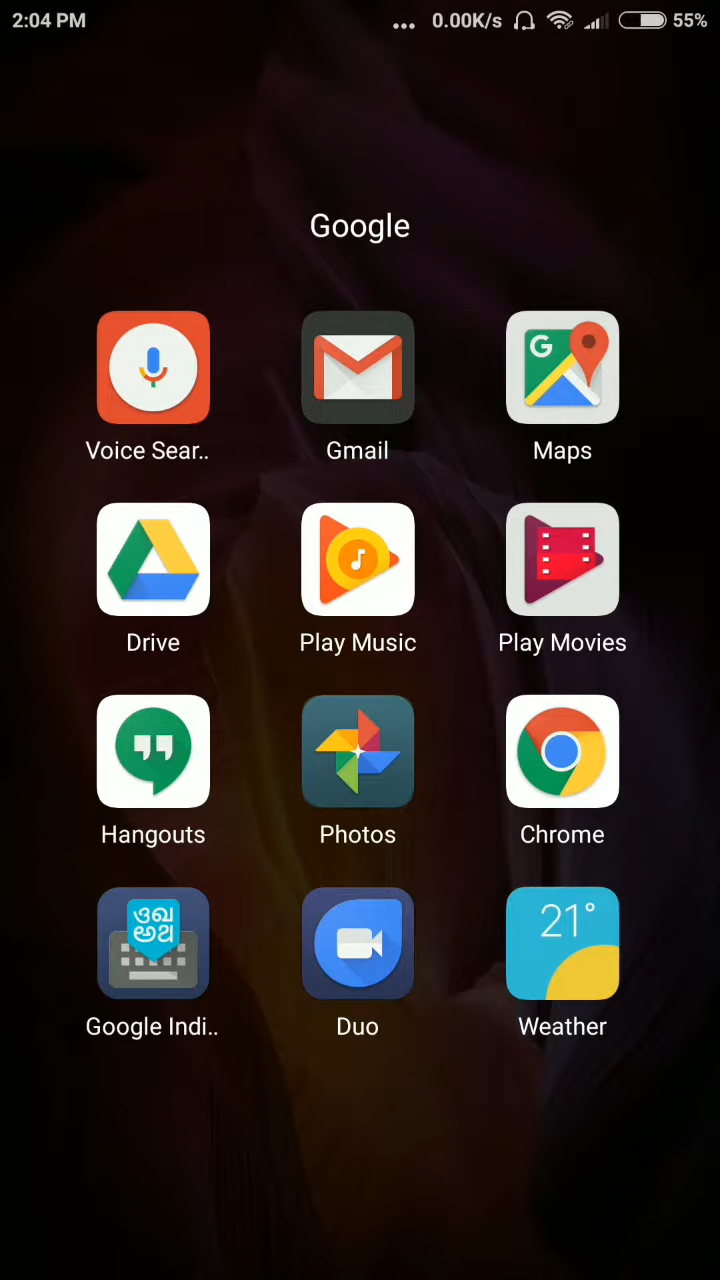 2:04 PM ... 0.00K/s 55%
Google
Voice Sear.. Gmail Maps
Drive Play Music Play Movies
Hangouts Photos Chrome
21°
Google Indi.. Duo Weather